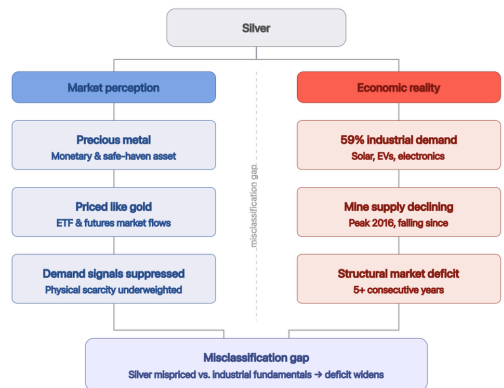 Silver
Market perception
Economic reality
Precious metal
Monetary & safe-haven asset
59% industrial demand
Solar, EVs, electronics
misclassification gap
Priced like gold
ETF & futures market flows
Mine supply declining
Peak 2016, falling since
Demand signals suppressed
Physical scarcity underweighted
Structural market deficit
5+ consecutive years
Misclassification gap
Silver mispriced vs. industrial fundamentals → deficit widens